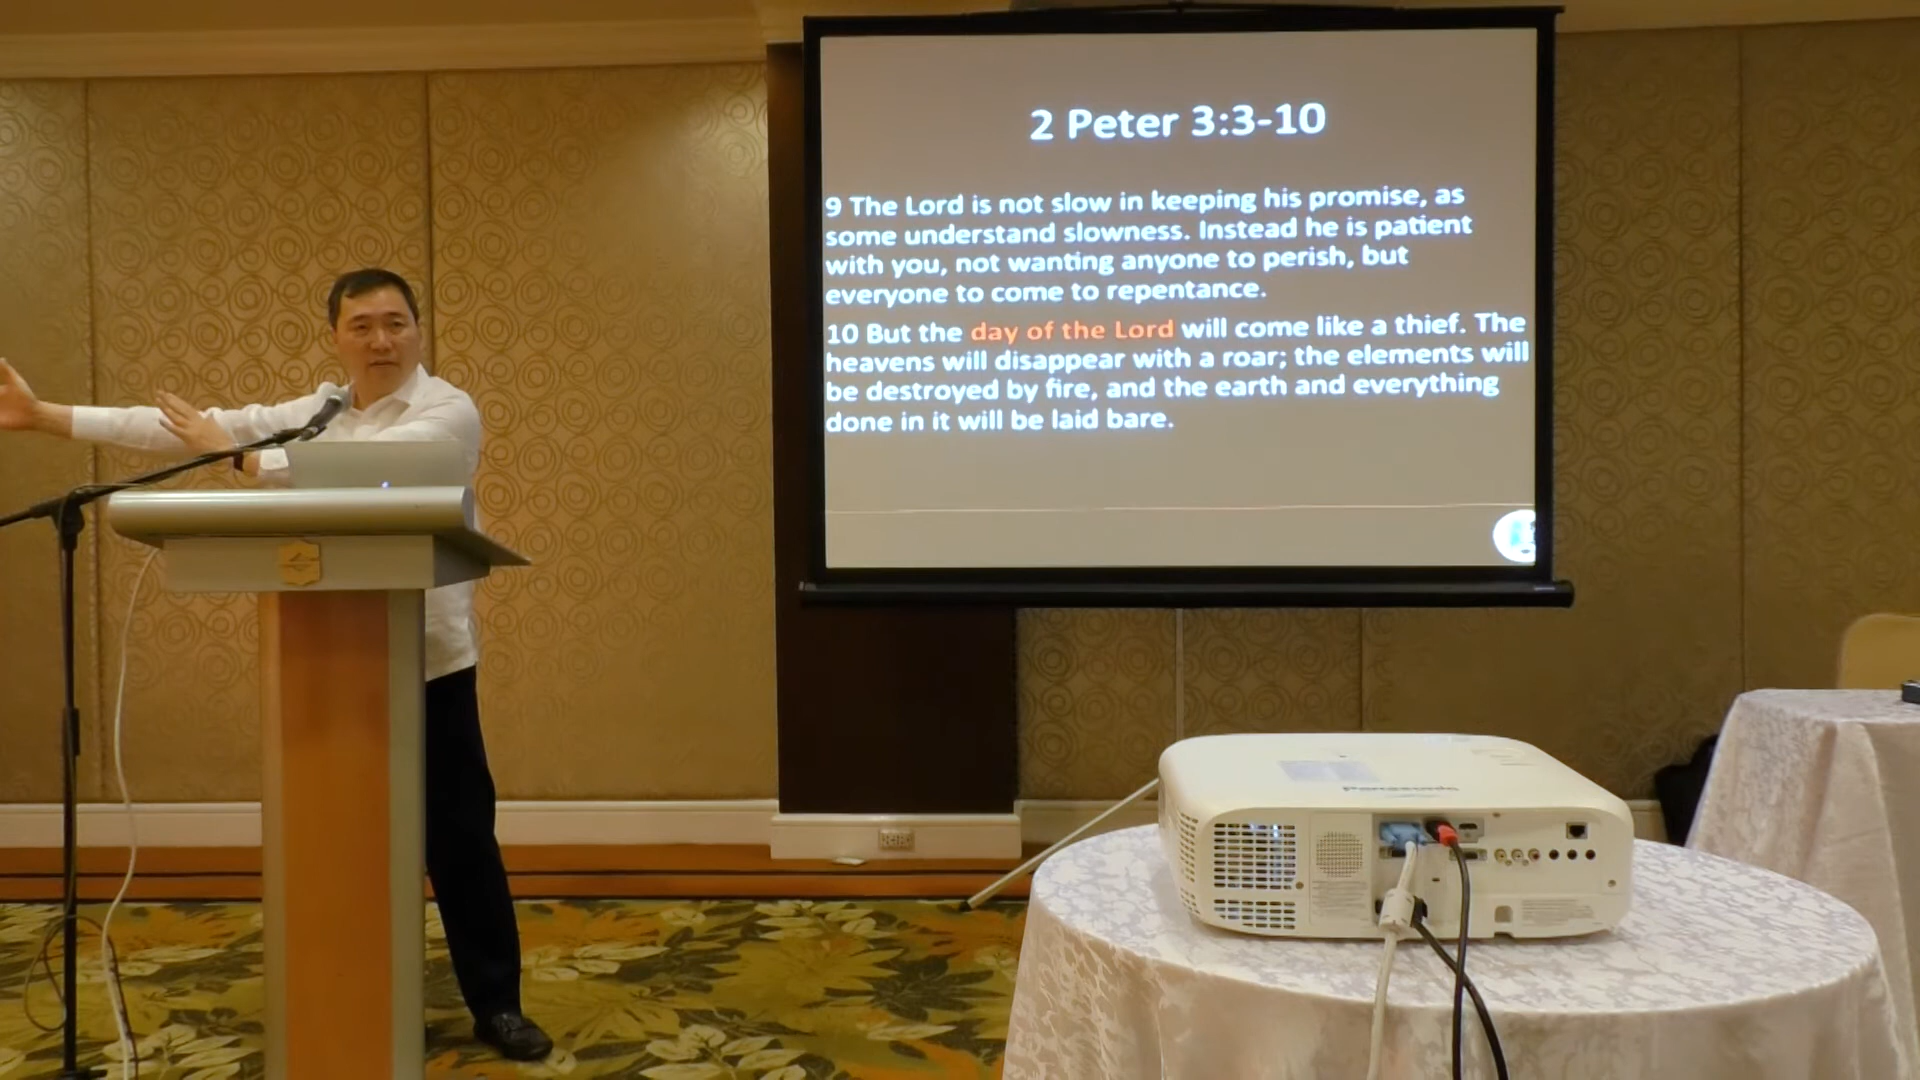 2 Peter 3:3-10
9 The Lord is not slow in keeping his promise, as
some understand slowness. Instead he is patient
with you, not wanting anyone to perish, but
everyone to come to repentance.
10 But the day of the Lord will come like a thief. The
heavens will disappear with a roar; the elements will
be destroyed by fire, and the earth and everything
done in it will be laid bare.
Panasonic